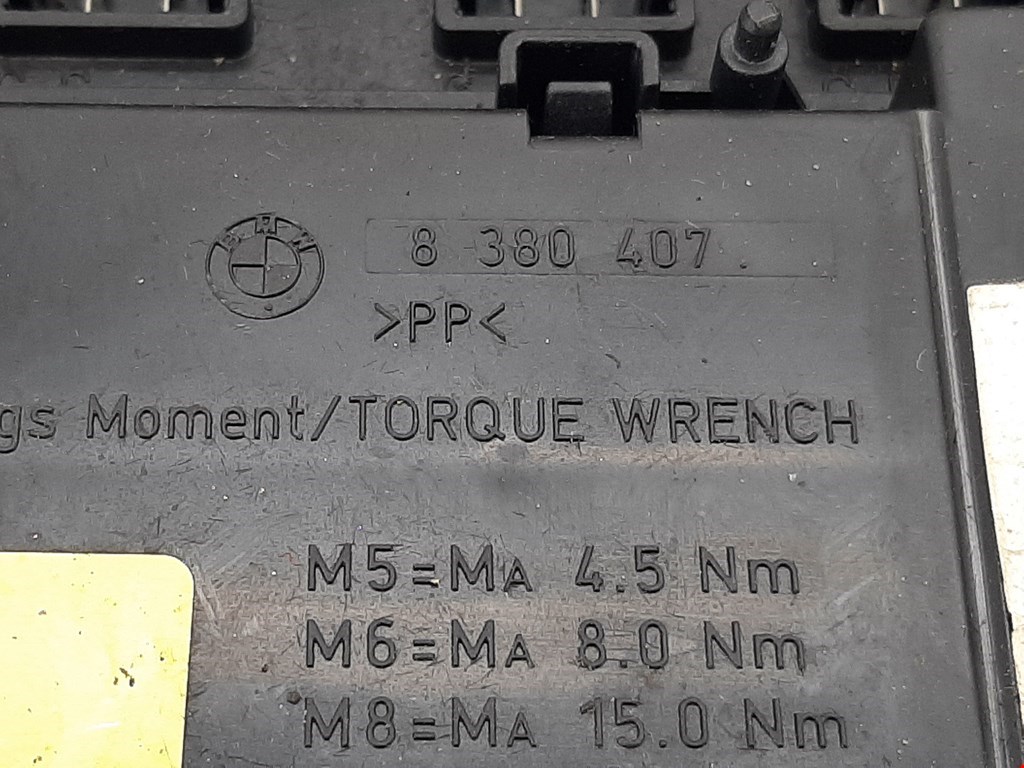 BMW
8 380 407
>PP<
gs Moment/TORQUE WRENCH
M5=MA 4.5 Nm
M6=MA 8.0 Nm
M8=MA 15.0 Nm